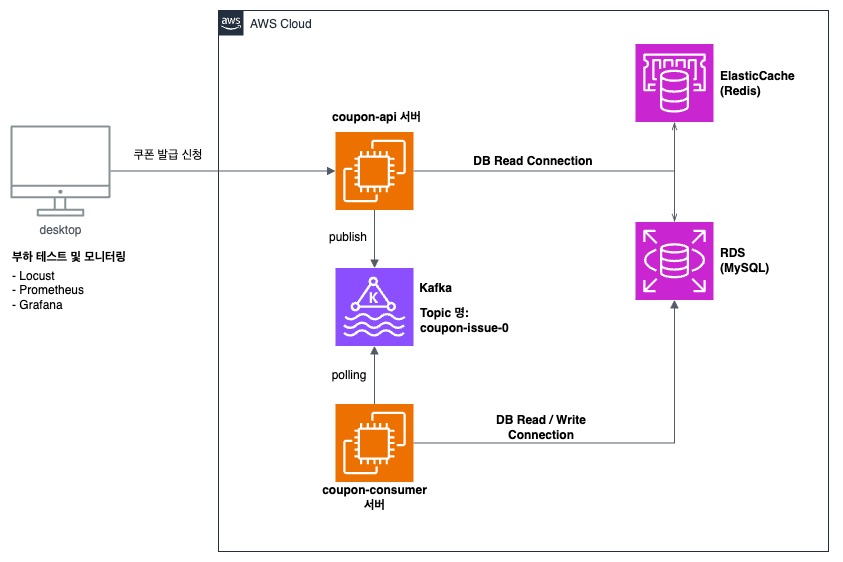 aws
AWS Cloud
ElasticCache
(Redis)
coupon-api 서버
쿠폰 발급 신청
DB Read Connection
desktop
부하 테스트 및 모니터링
- Locust
- Prometheus
- Grafana
publish
RDS
(MySQL)
K
Kafka
Topic 명:
coupon-issue-0
polling
DB Read / Write
Connection
coupon-consumer
서버